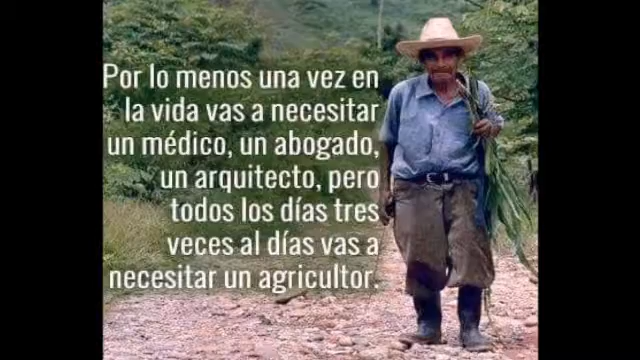 Por lo menos una vez en
la vida vas a necesitar
un médico, un abogado,
un arquitecto, pero
todos los días tres
veces al días vas a
necesitar un agricultor.